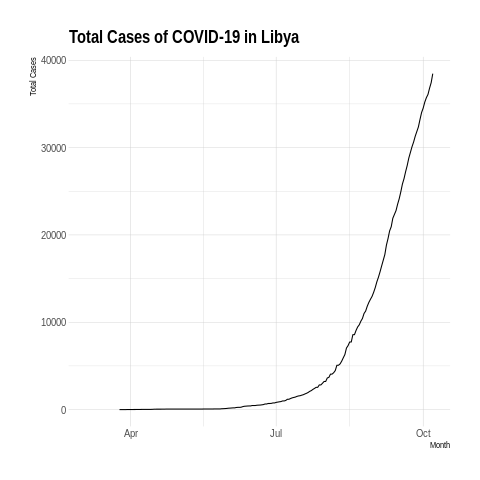 Total Cases of COVID-19 in Libya
Total Cases
40000
30000
20000
10000
0
Apr
Jul
Oct
Month